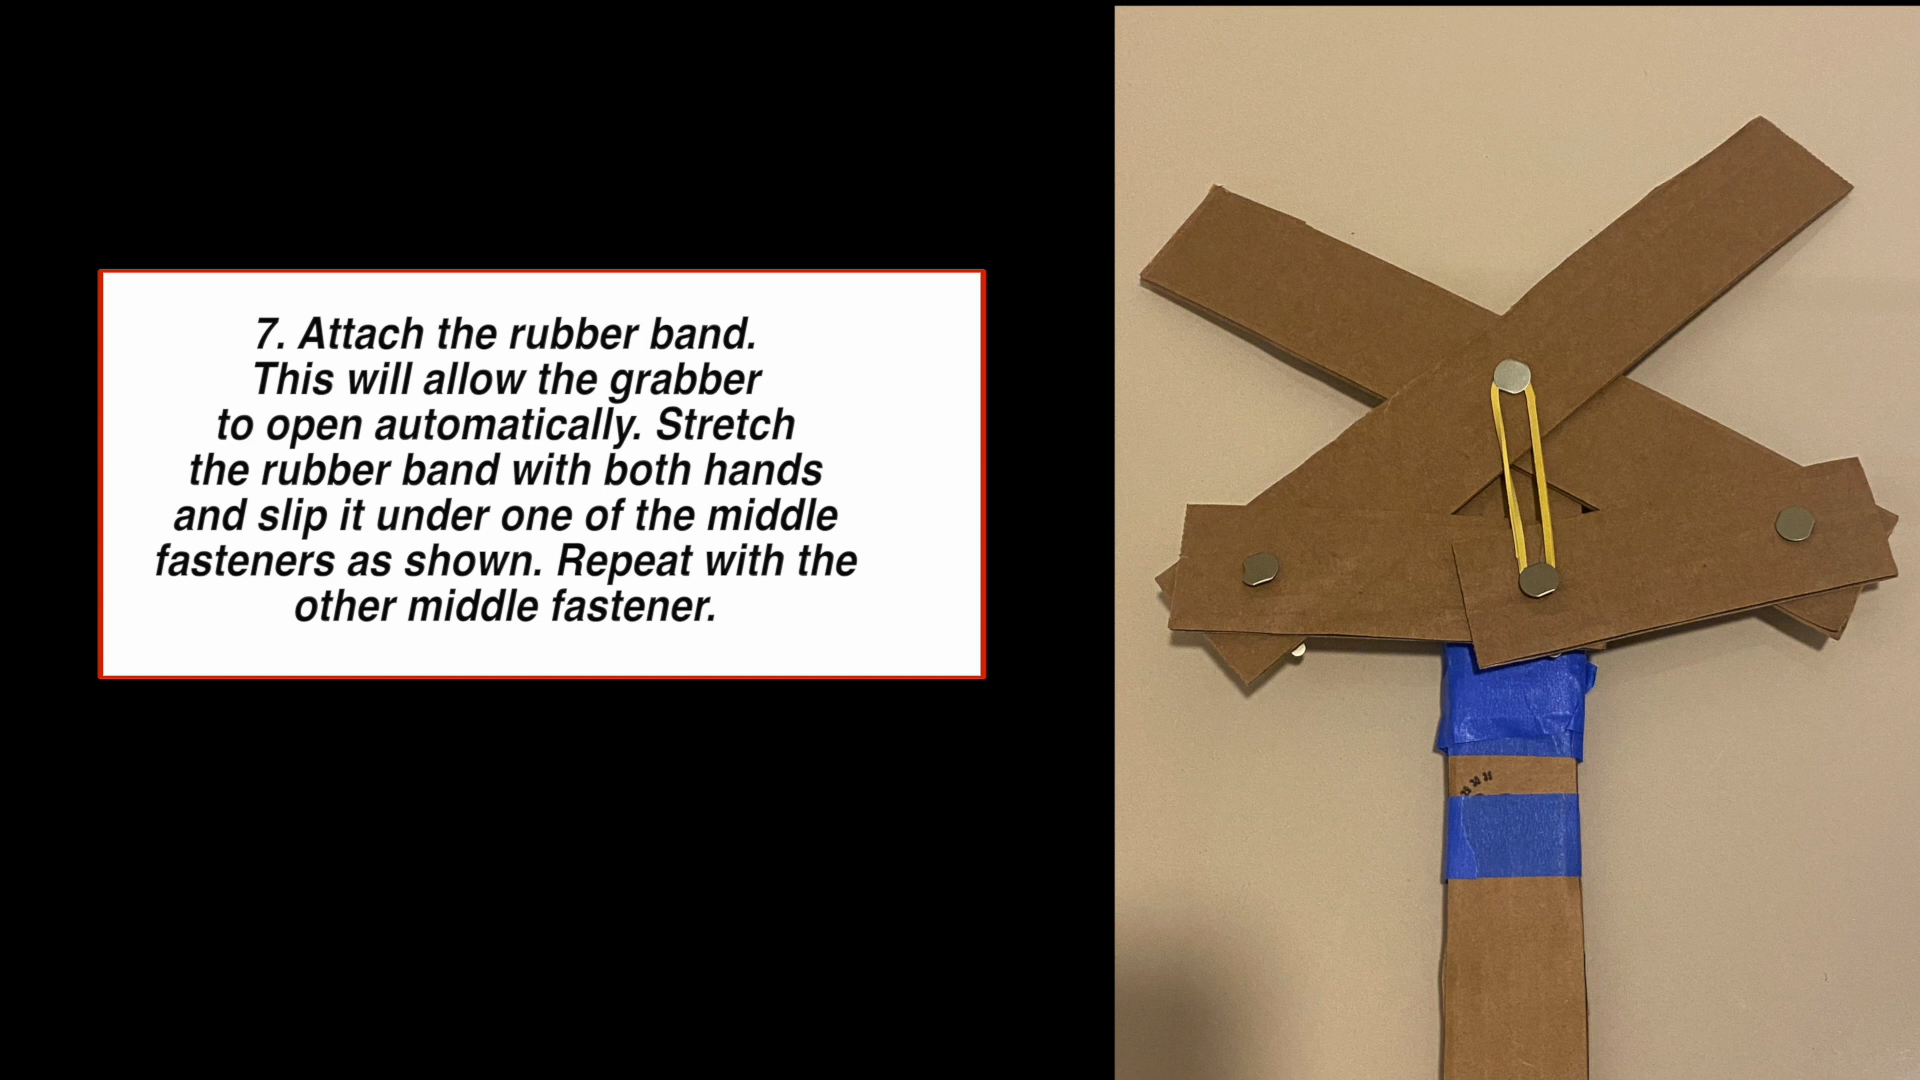 7. Attach the rubber band.
This will allow the grabber
to open automatically. Stretch
the rubber band with both hands
and slip it under one of the middle
fasteners as shown. Repeat with the
other middle fastener.